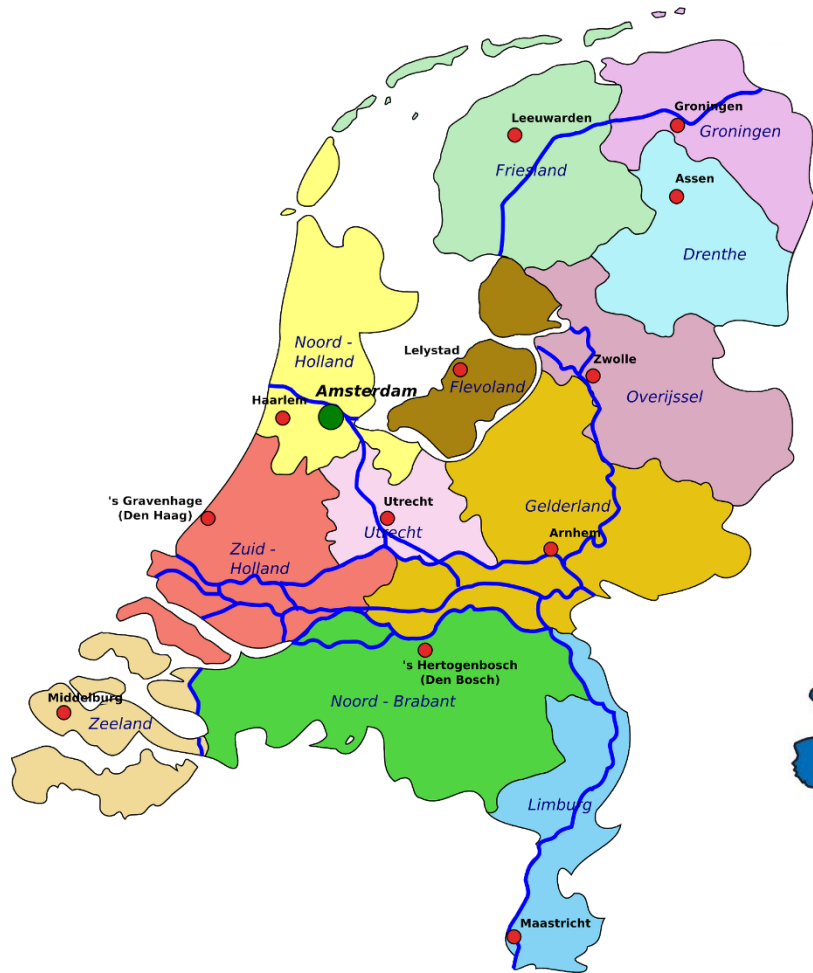 Groningen
Leeuwarden
Groningen
Friesland
Assen
Drenthe
Noord -
Holland
Lelystad
Zwolle
Flevoland
Overijssel
Amsterdam
Haarlem
's Gravenhage
(Den Haag)
Utrecht
Utrecht
Gelderland
Arnhem
Zuid -
Holland
's Hertogenbosch
(Den Bosch)
Middelburg
Zeeland
Noord - Brabant
Limburg
Maastricht